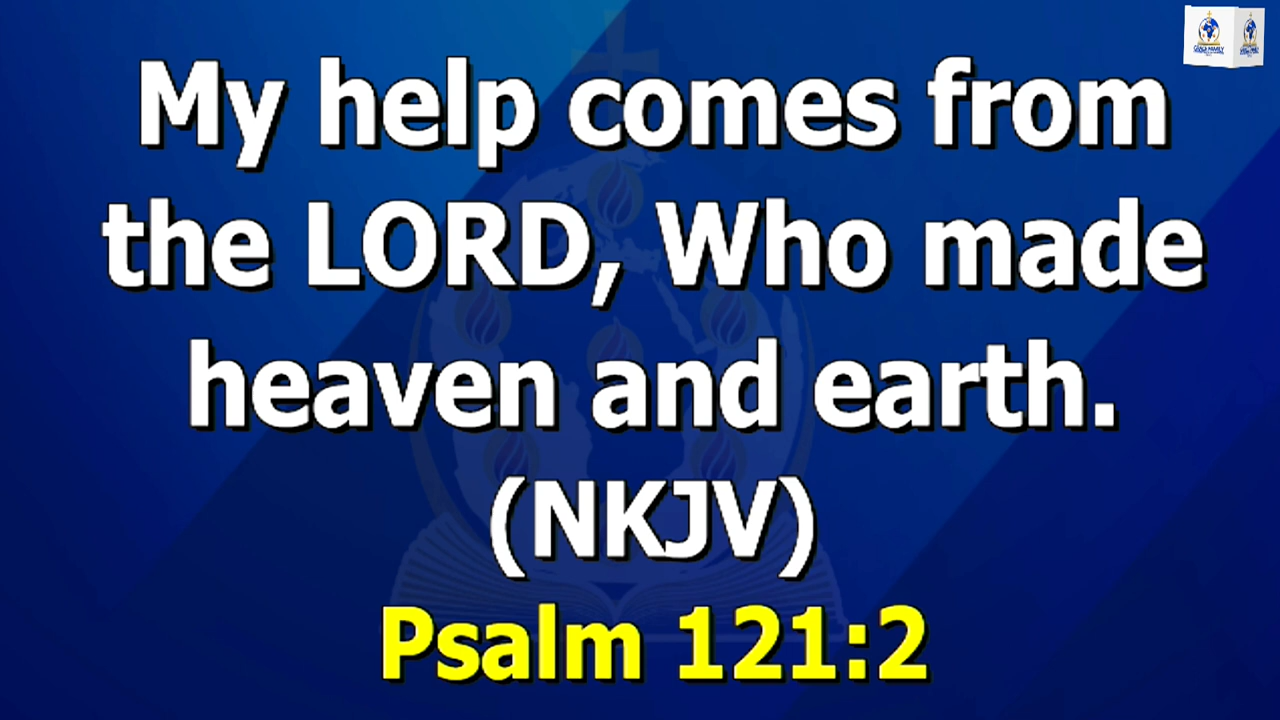 My help comes from
the LORD, Who made
heaven and earth.
(NKJV)
Psalm 121:2